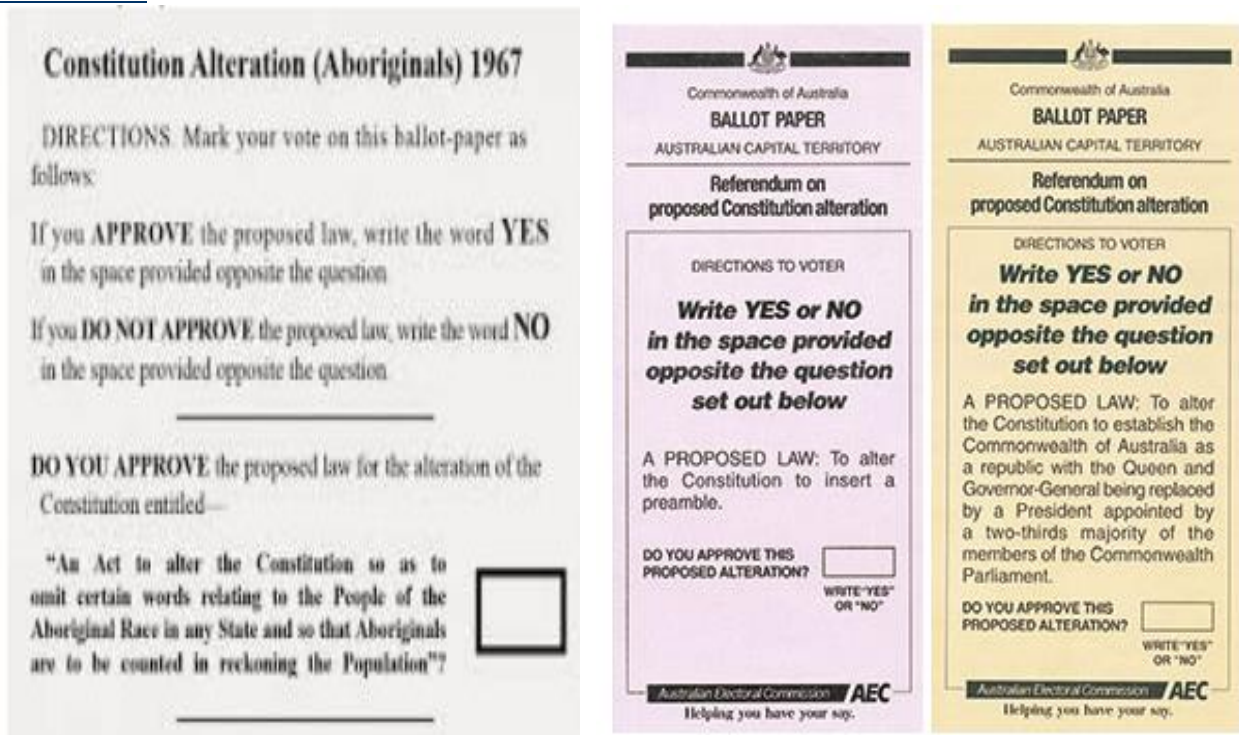 Constitution Alteration (Aboriginals) 1967
DIRECTIONS. Mark your vote on this ballot-paper as
follows:
If you APPROVE the proposed law, write the word YES
in the space provided opposite the question.
If you DO NOT APPROVE the proposed law, write the word NO
in the space provided opposite the question.
DO YOU APPROVE the proposed law for the alteration of the
Constitution entitled—
"An Act to alter the Constitution so as to
omit certain words relating to the People of the
Aboriginal Race in any State and so that Aboriginals
are to be counted in reckoning the Population"?
Commonwealth of Australia
BALLOT PAPER
AUSTRALIAN CAPITAL TERRITORY
Referendum on
proposed Constitution alteration
DIRECTIONS TO VOTER
Write YES or NO
in the space provided
opposite the question
set out below
A PROPOSED LAW: To alter
the Constitution to insert a
preamble.
DO YOU APPROVE THIS
PROPOSED ALTERATION?
WRITE "YES"
OR "NO"
Australian Electoral Commission AEC
Helping you have your say.
Commonwealth of Australia
BALLOT PAPER
AUSTRALIAN CAPITAL TERRITORY
Referendum on
proposed Constitution alteration
DIRECTIONS TO VOTER
Write YES or NO
in the space provided
opposite the question
set out below
A PROPOSED LAW: To alter
the Constitution to establish the
Commonwealth of Australia as
a republic with the Queen and
Governor-General being replaced
by a President appointed by
a two-thirds majority of the
members of the Commonwealth
Parliament.
DO YOU APPROVE THIS
PROPOSED ALTERATION?
WRITE "YES"
OR "NO"
Australian Electoral Commission AEC
Helping you have your say.